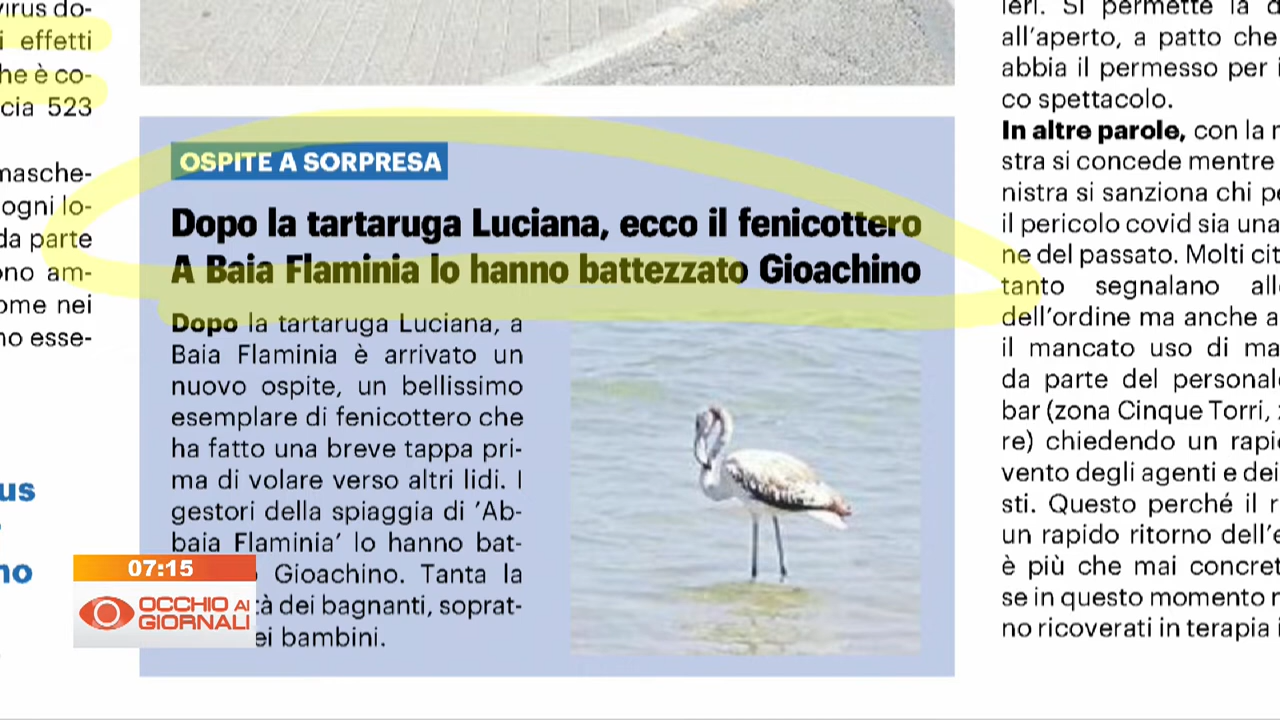 virus do-
i effetti
he è co-
cia 523
masche-
ogni lo-
da parte
ono am-
ome nei
no esse-
us
no
OSPITE A SORPRESA
Dopo la tartaruga Luciana, ecco il fenicottero
A Baia Flaminia lo hanno battezzato Gioachino
Dopo la tartaruga Luciana, a
Baia Flaminia è arrivato un
nuovo ospite, un bellissimo
esemplare di fenicottero che
ha fatto una breve tappa pri-
ma di volare verso altri lidi. I
gestori della spiaggia di 'Ab-
baia Flaminia' lo hanno bat-
Gioachino. Tanta la
tà dei bagnanti, soprat-
ei bambini.
ieri. Si permette la d
all'aperto, a patto che
abbia il permesso per i
co spettacolo.
In altre parole, con la
stra si concede mentre
nistra si sanziona chi pe
il pericolo covid sia una
ne del passato. Molti cit
tanto segnalano all
dell'ordine ma anche a
il mancato uso di ma
da parte del personal
bar (zona Cinque Torri,
re) chiedendo un rapi
vento degli agenti e dei
sti. Questo perché il r
un rapido ritorno dell'e
è più che mai concret
se in questo momento
no ricoverati in terapia i
07:15
OCCHIO AI
GIORNALI